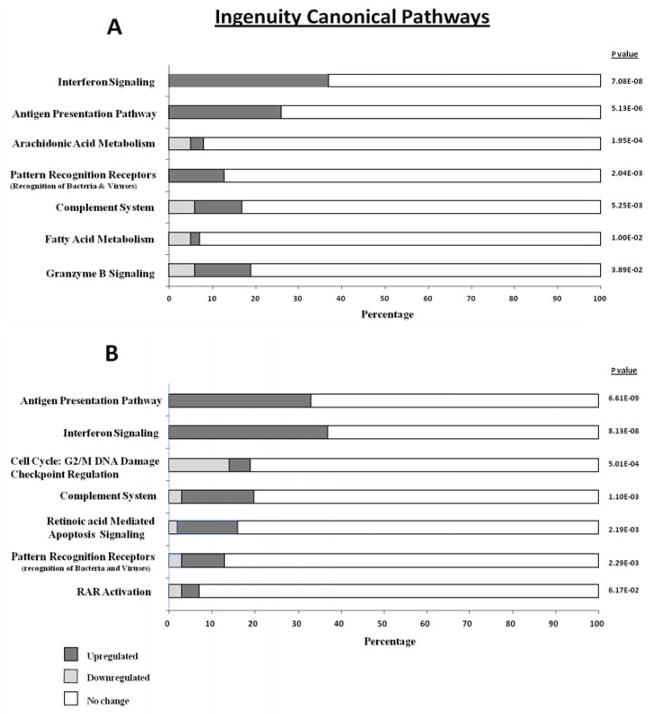 Ingenuity Canonical Pathways
A
P value
Interferon Signaling 7.08E-08
Antigen Presentation Pathway 5.13E-06
Arachidonic Acid Metabolism 1.95E-04
Pattern Recognition Receptors 2.04E-03
(Recognition of Bacteria & Viruses)
Complement System 5.25E-03
Fatty Acid Metabolism 1.00E-02
Granzyme B Signaling 3.89E-02
0 10 20 30 40 50 60 70 80 90 100
Percentage
B
P value
Antigen Presentation Pathway 6.61E-09
Interferon Signaling 8.13E-08
Cell Cycle: G2/M DNA Damage
Checkpoint Regulation 5.01E-04
Complement System 1.10E-03
Retinoic acid Mediated
Apoptosis Signaling 2.19E-03
Pattern Recognition Receptors 2.29E-03
(recognition of Bacteria and Viruses)
RAR Activation 6.17E-02
0 10 20 30 40 50 60 70 80 90 100
Percentage
Upregulated
Downregulated
No change